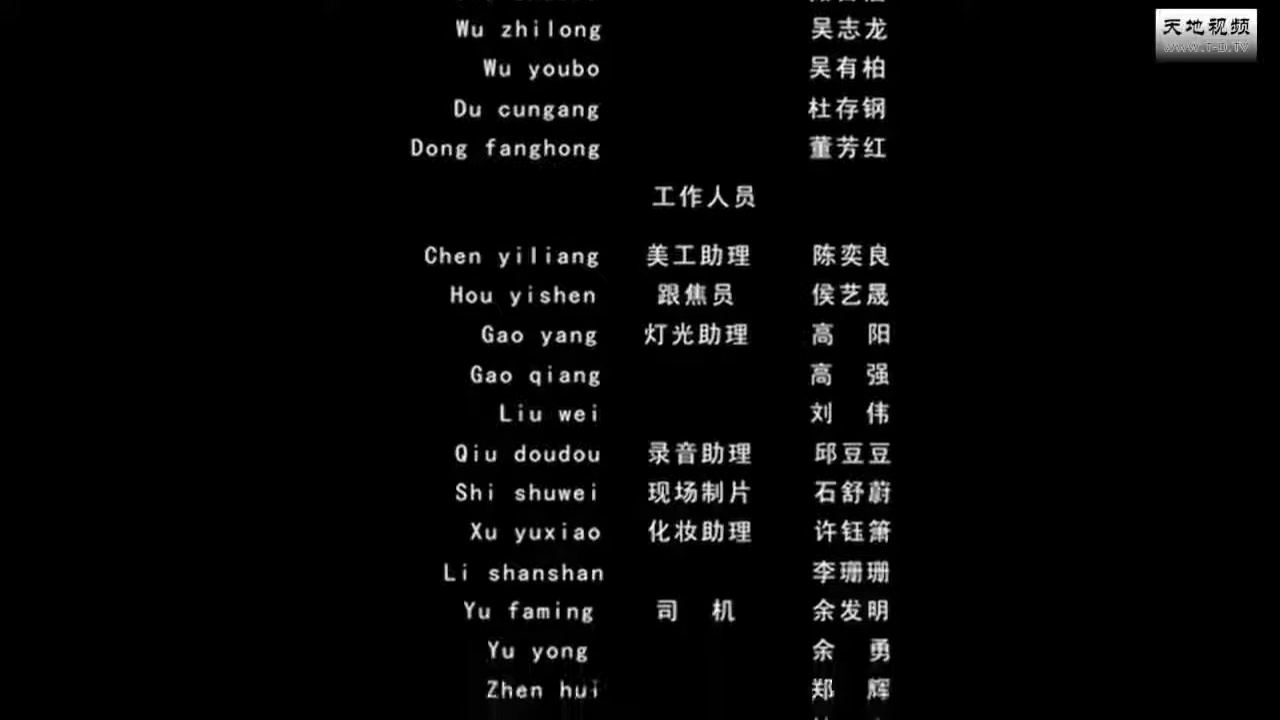 天地视频
WWW.T-D.TV
Wu zhilong 吴志龙
Wu youbo 吴有柏
Du cungang 杜存钢
Dong fanghong 董芳红
工作人员
Chen yiliang 美工助理 陈奕良
Hou yishen 跟焦员 侯艺晟
Gao yang 灯光助理 高 阳
Gao qiang 高 强
Liu wei 刘 伟
Qiu doudou 录音助理 邱豆豆
Shi shuwei 现场制片 石舒蔚
Xu yuxiao 化妆助理 许钰箫
Li shanshan 李珊珊
Yu faming 司 机 余发明
Yu yong 余 勇
Zhen hui 郑 辉